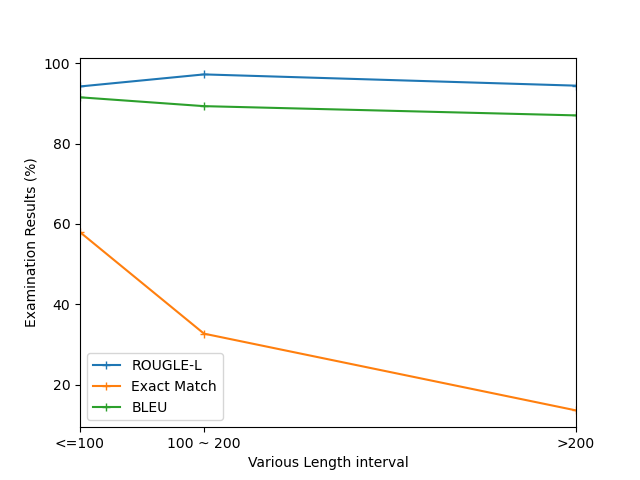 100
80
60
40
20
Examination Results (%)
ROUGLE-L
Exact Match
BLEU
<=100
100 ~ 200
>200
Various Length interval